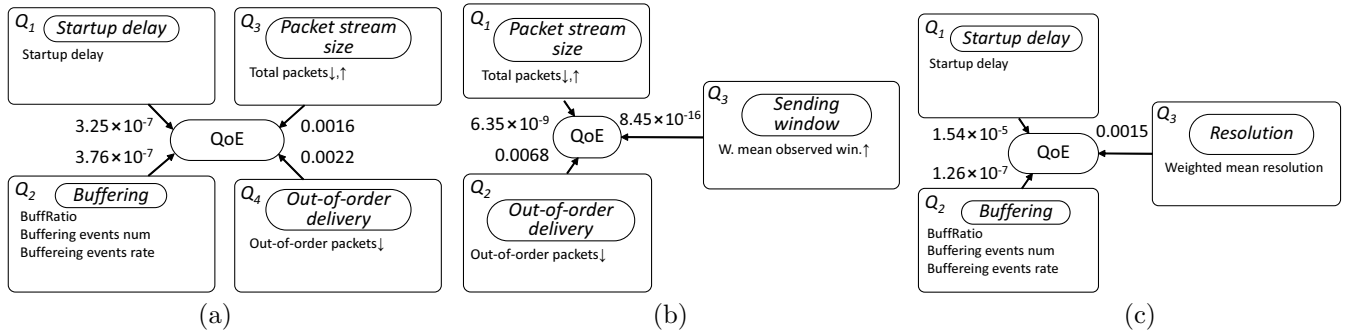 Q1 Startup delay
Startup delay
Q3 Packet stream
size
Total packets↓,↑
3.25×10-7
0.0016
QoE
3.76×10-7
0.0022
Q2 Buffering
BuffRatio
Buffering events num
Buffereing events rate
Q4 Out-of-order
delivery
Out-of-order packets↓
(a)
Q1 Packet stream
size
Total packets↓,↑
6.35×10-9
8.45×10-16
QoE
0.0068
Q3 Sending
window
W. mean observed win.↑
Q2 Out-of-order
delivery
Out-of-order packets↓
(b)
Q1 Startup delay
Startup delay
1.54×10-5
0.0015
QoE
1.26×10-7
Q3 Resolution
Weighted mean resolution
Q2 Buffering
BuffRatio
Buffering events num
Buffereing events rate
(c)